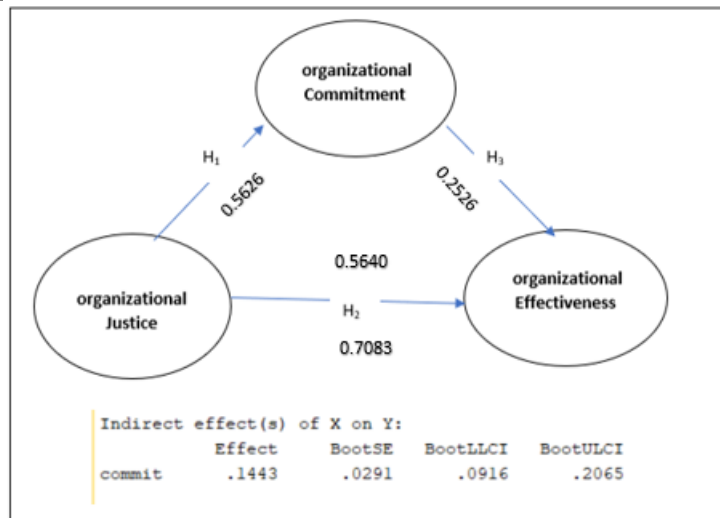 organizational
Commitment
H₁
H₃
0.5626
0.2526
0.5640
organizational
Justice
organizational
Effectiveness
H₂
0.7083
Indirect effect(s) of X on Y:
Effect BootSE BootLLCI BootULCI
commit .1443 .0291 .0916 .2065